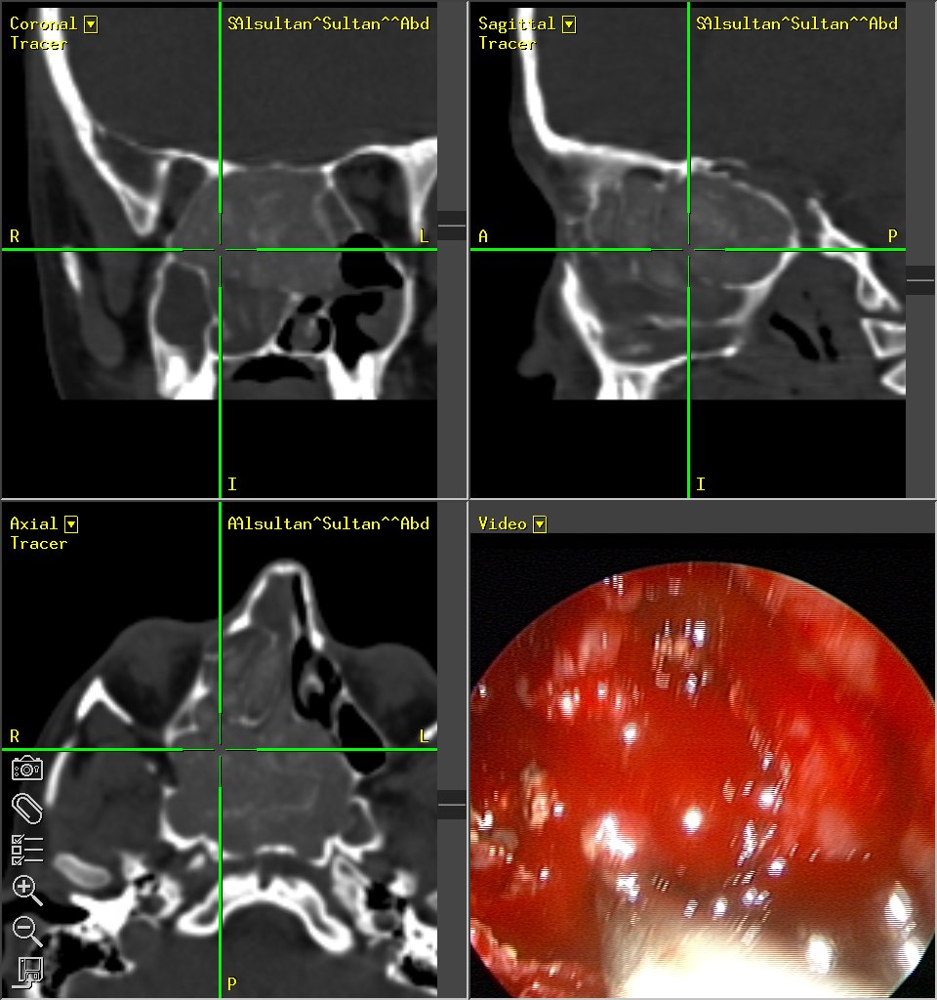 Coronal SAlsultan^Sultan^^Abd
Tracer
R L
I
Sagittal SAlsultan^Sultan^^Abd
Tracer
A P
I
Axial AAlsultan^Sultan^^Abd
Tracer
R L
P
Video